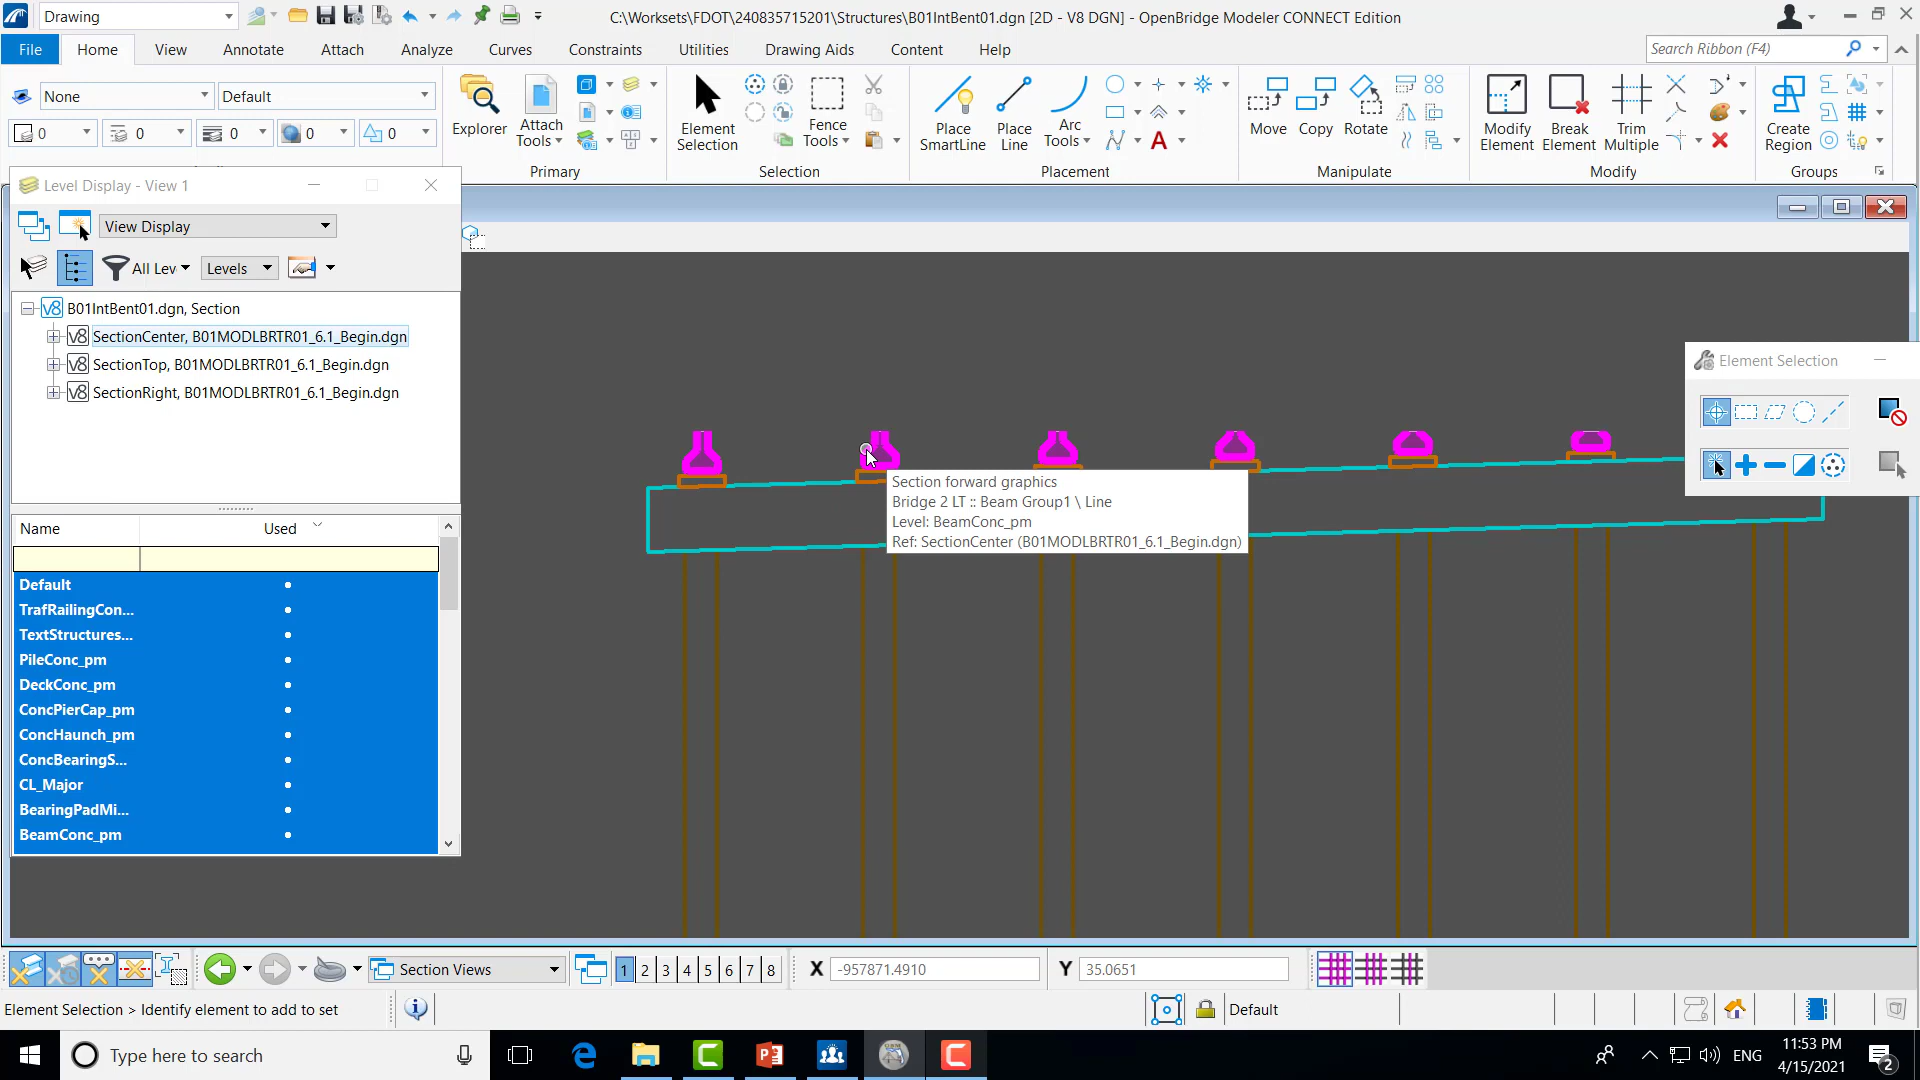 Drawing
C:\Worksets\FDOT\240835715201\Structures\B01IntBent01.dgn [2D - V8 DGN] - OpenBridge Modeler CONNECT Edition
File Home View Annotate Attach Analyze Curves Constraints Utilities Drawing Aids Content Help
Search Ribbon (F4)
None Default
0 0 0 0 0
Explorer
Attach Tools
Primary
Element Selection
Fence Tools
Selection
Place SmartLine
Place Line
Arc Tools
Placement
Move Copy Rotate
Manipulate
Modify Element
Break Element
Trim Multiple
Modify
Create Region
Groups
Level Display - View 1
View Display
All Lev Levels
B01IntBent01.dgn, Section
SectionCenter, B01MODLBRTR01_6.1_Begin.dgn
SectionTop, B01MODLBRTR01_6.1_Begin.dgn
SectionRight, B01MODLBRTR01_6.1_Begin.dgn
Name Used
Default
TrafRailingCon...
TextStructures...
PileConc_pm
DeckConc_pm
ConcPierCap_pm
ConcHaunch_pm
ConcBearingS...
CL_Major
BearingPadMi...
BeamConc_pm
Section forward graphics
Bridge 2 LT :: Beam Group1 \ Line
Level: BeamConc_pm
Ref: SectionCenter (B01MODLBRTR01_6.1_Begin.dgn)
Element Selection
Section Views
1 2 3 4 5 6 7 8
X -957871.4910
Y 35.0651
Element Selection > Identify element to add to set
Default
Type here to search
ENG
11:53 PM
4/15/2021
2